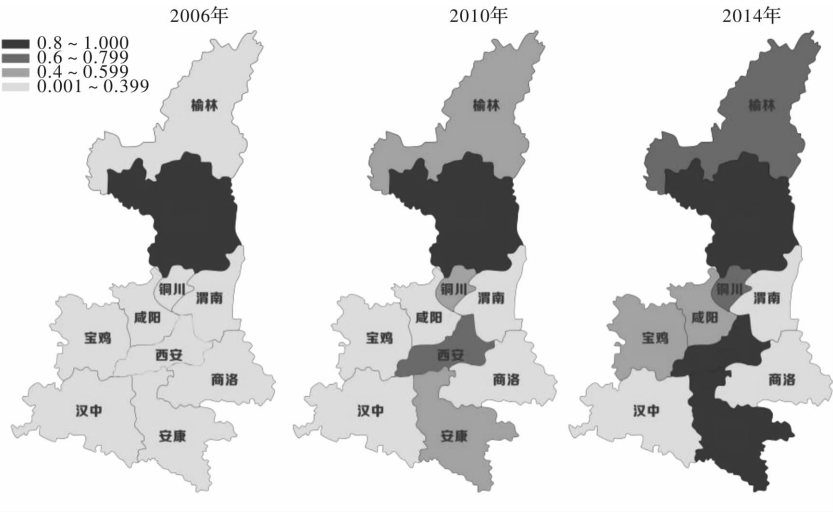 2006年
0.8 ~ 1.000
0.6 ~ 0.799
0.4 ~ 0.599
0.001 ~ 0.399
榆林
铜川
渭南
咸阳
宝鸡
西安
商洛
汉中
安康
2010年
榆林
铜川
渭南
咸阳
宝鸡
西安
商洛
汉中
安康
2014年
榆林
铜川
渭南
咸阳
宝鸡
商洛
汉中